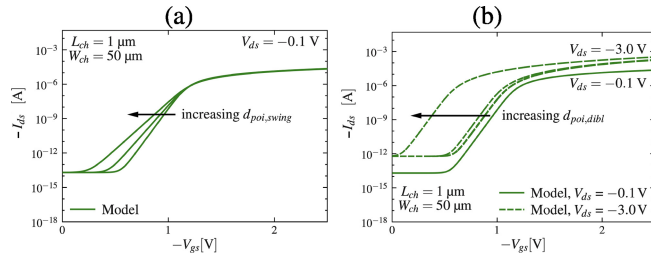 (a)
L_ch = 1 μm
W_ch = 50 μm
V_ds = −0.1 V
increasing d_poi,swing
Model
−I_ds [A]
10^−3
10^−6
10^−9
10^−12
10^−15
10^−18
0
1
2
−V_gs [V]
(b)
V_ds = −3.0 V
V_ds = −0.1 V
increasing d_poi,dibl
L_ch = 1 μm
W_ch = 50 μm
Model, V_ds = −0.1 V
Model, V_ds = −3.0 V
−I_ds [A]
10^−3
10^−6
10^−9
10^−12
10^−15
10^−18
0
1
2
−V_gs [V]